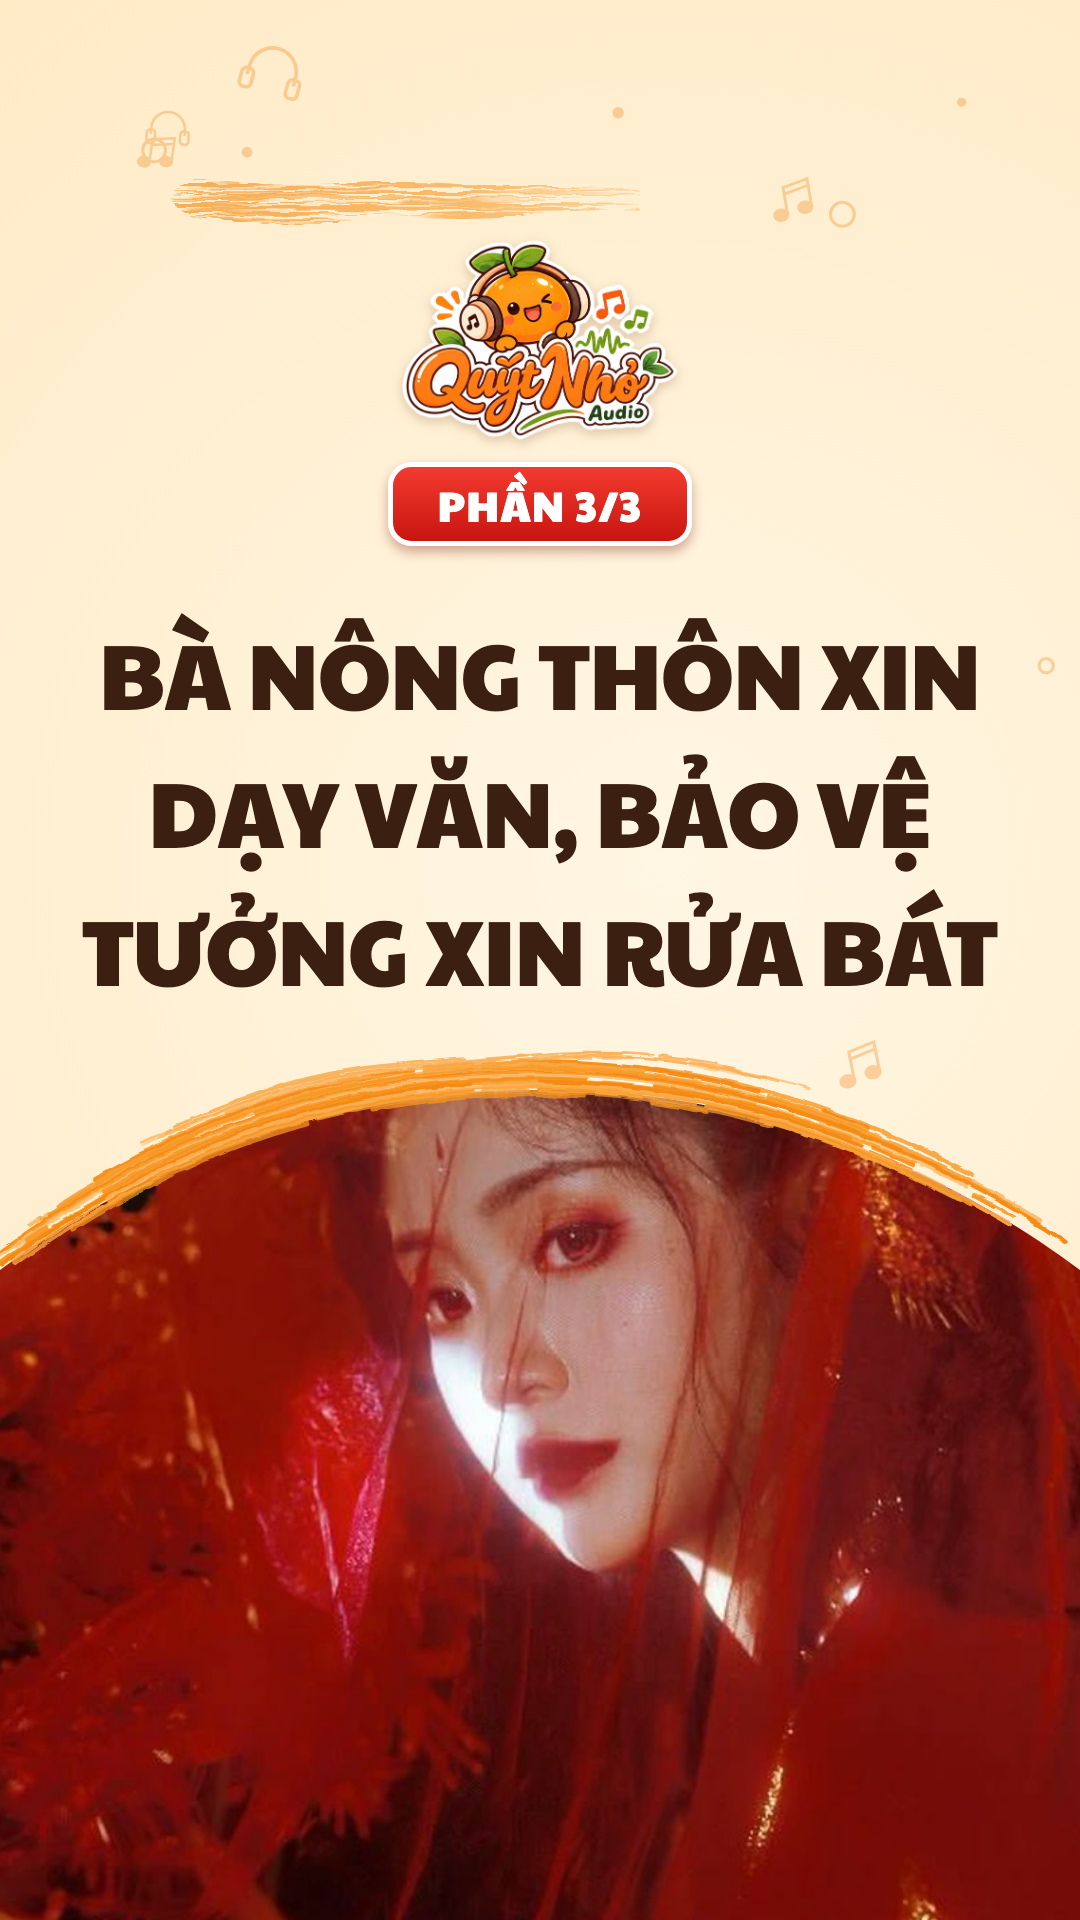 Quýt Nhỏ
Audio
PHẦN 3/3
BÀ NÔNG THÔN XIN
DẠY VĂN, BẢO VỆ
TƯỞNG XIN RỬA BÁT